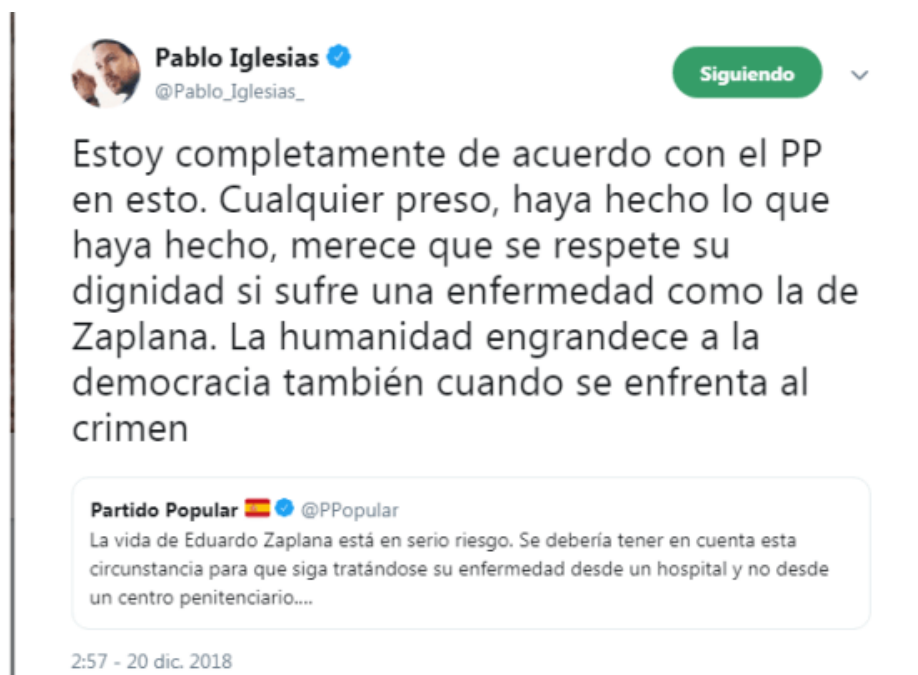 Pablo Iglesias
@Pablo_Iglesias_
Siguiendo
Estoy completamente de acuerdo con el PP
en esto. Cualquier preso, haya hecho lo que
haya hecho, merece que se respete su
dignidad si sufre una enfermedad como la de
Zaplana. La humanidad engrandece a la
democracia también cuando se enfrenta al
crimen
Partido Popular 🇪🇸 @PPopular
La vida de Eduardo Zaplana está en serio riesgo. Se debería tener en cuenta esta
circunstancia para que siga tratándose su enfermedad desde un hospital y no desde
un centro penitenciario....
2:57 - 20 dic. 2018